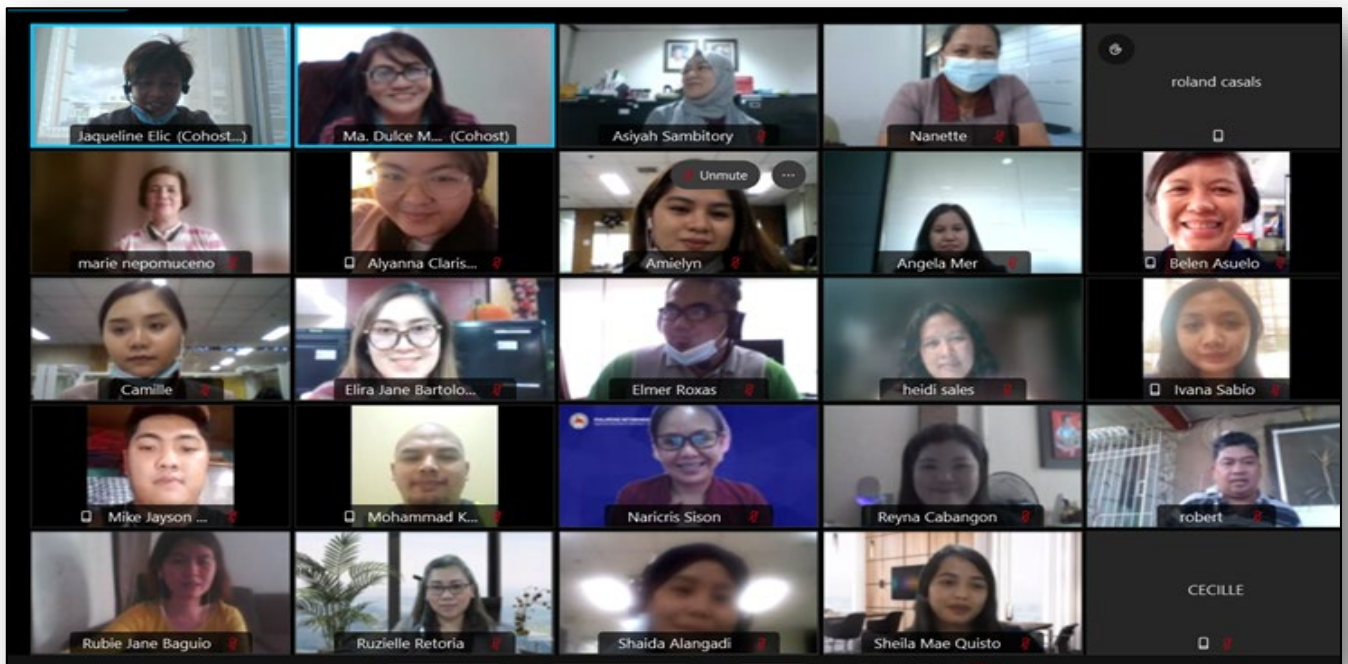 Jaqueline Elic (Cohost...)
Ma. Dulce M... (Cohost)
Asiyah Sambitory
Nanette
roland casals
marie nepomuceno
Alyanna Claris...
Unmute
Amielyn
Angela Mer
Belen Asuelo
Camille
Elira Jane Bartolo...
Elmer Roxas
heidi sales
Ivana Sabio
Mike Jayson ...
Mohammad K...
Naricris Sison
Reyna Cabangon
robert
Rubie Jane Baguio
Ruzielle Retoria
Shaida Alangadi
Sheila Mae Quisto
CECILLE